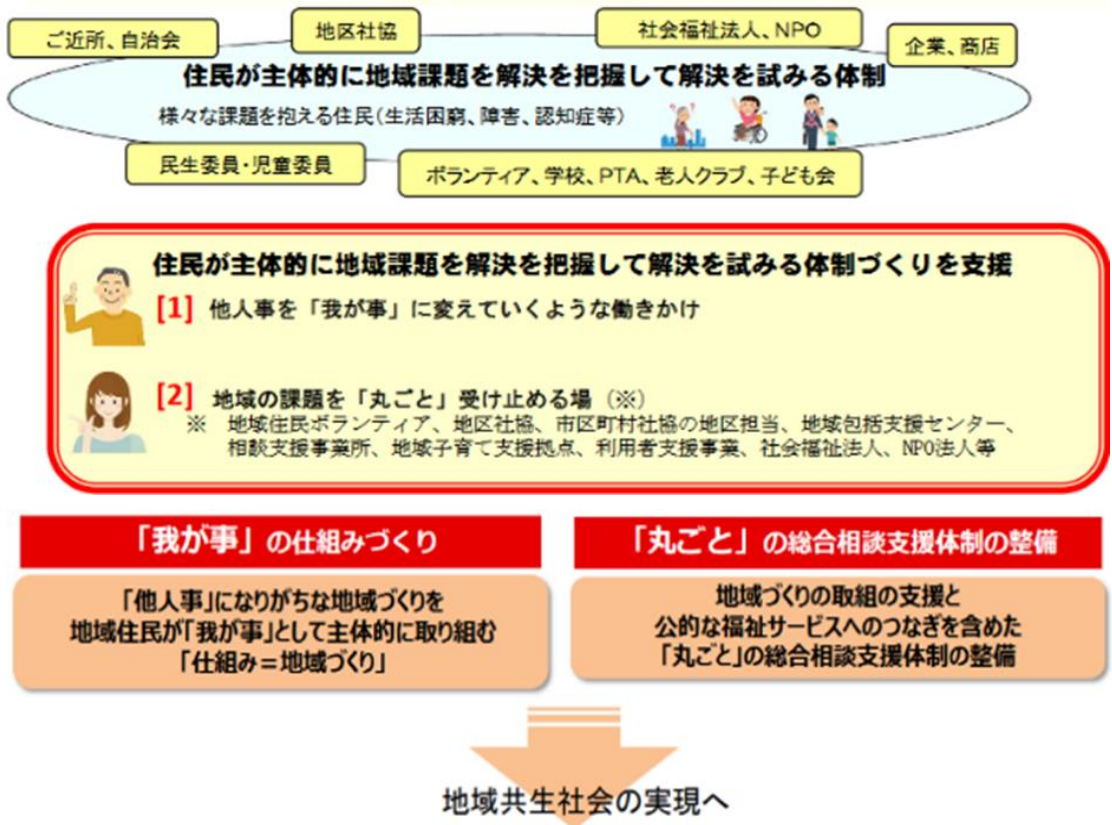 ご近所、自治会
地区社協
社会福祉法人、NPO
企業、商店
住民が主体的に地域課題を解決を把握して解決を試みる体制
様々な課題を抱える住民(生活困窮、障害、認知症等)
民生委員・児童委員
ボランティア、学校、PTA、老人クラブ、子ども会
住民が主体的に地域課題を解決を把握して解決を試みる体制づくりを支援
[1] 他人事を「我が事」に変えていくような働きかけ
[2] 地域の課題を「丸ごと」受け止める場(※)
※ 地域住民ボランティア、地区社協、市区町村社協の地区担当、地域包括支援センター、
相談支援事業所、地域子育て支援拠点、利用者支援事業、社会福祉法人、NPO法人等
「我が事」の仕組みづくり
「他人事」になりがちな地域づくりを
地域住民が「我が事」として主体的に取り組む
「仕組み=地域づくり」
「丸ごと」の総合相談支援体制の整備
地域づくりの取組の支援と
公的な福祉サービスへのつなぎを含めた
「丸ごと」の総合相談支援体制の整備
地域共生社会の実現へ